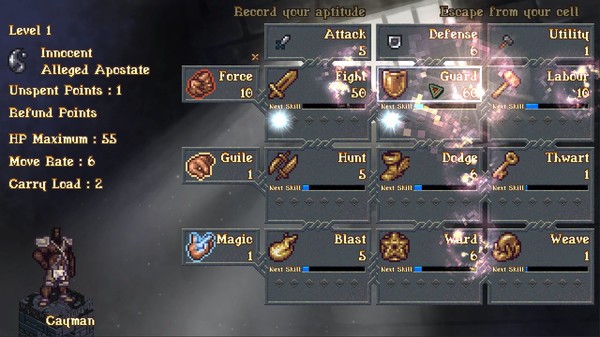 Record your aptitude
Escape from your cell
Level 1
Innocent
Alleged Apostate
Unspent Points : 1
Refund Points
HP Maximum : 55
Move Rate : 6
Carry Load : 2
Cayman
Attack
5
Defense
6
Utility
1
Force
10
Fight
50
Next Skill
Guard
60
Next Skill
Labour
10
Next Skill
Guile
1
Hunt
5
Next Skill
Dodge
6
Next Skill
Thwart
1
Next Skill
Magic
1
Blast
5
Next Skill
Ward
6
Next Skill
Weave
1
Next Skill